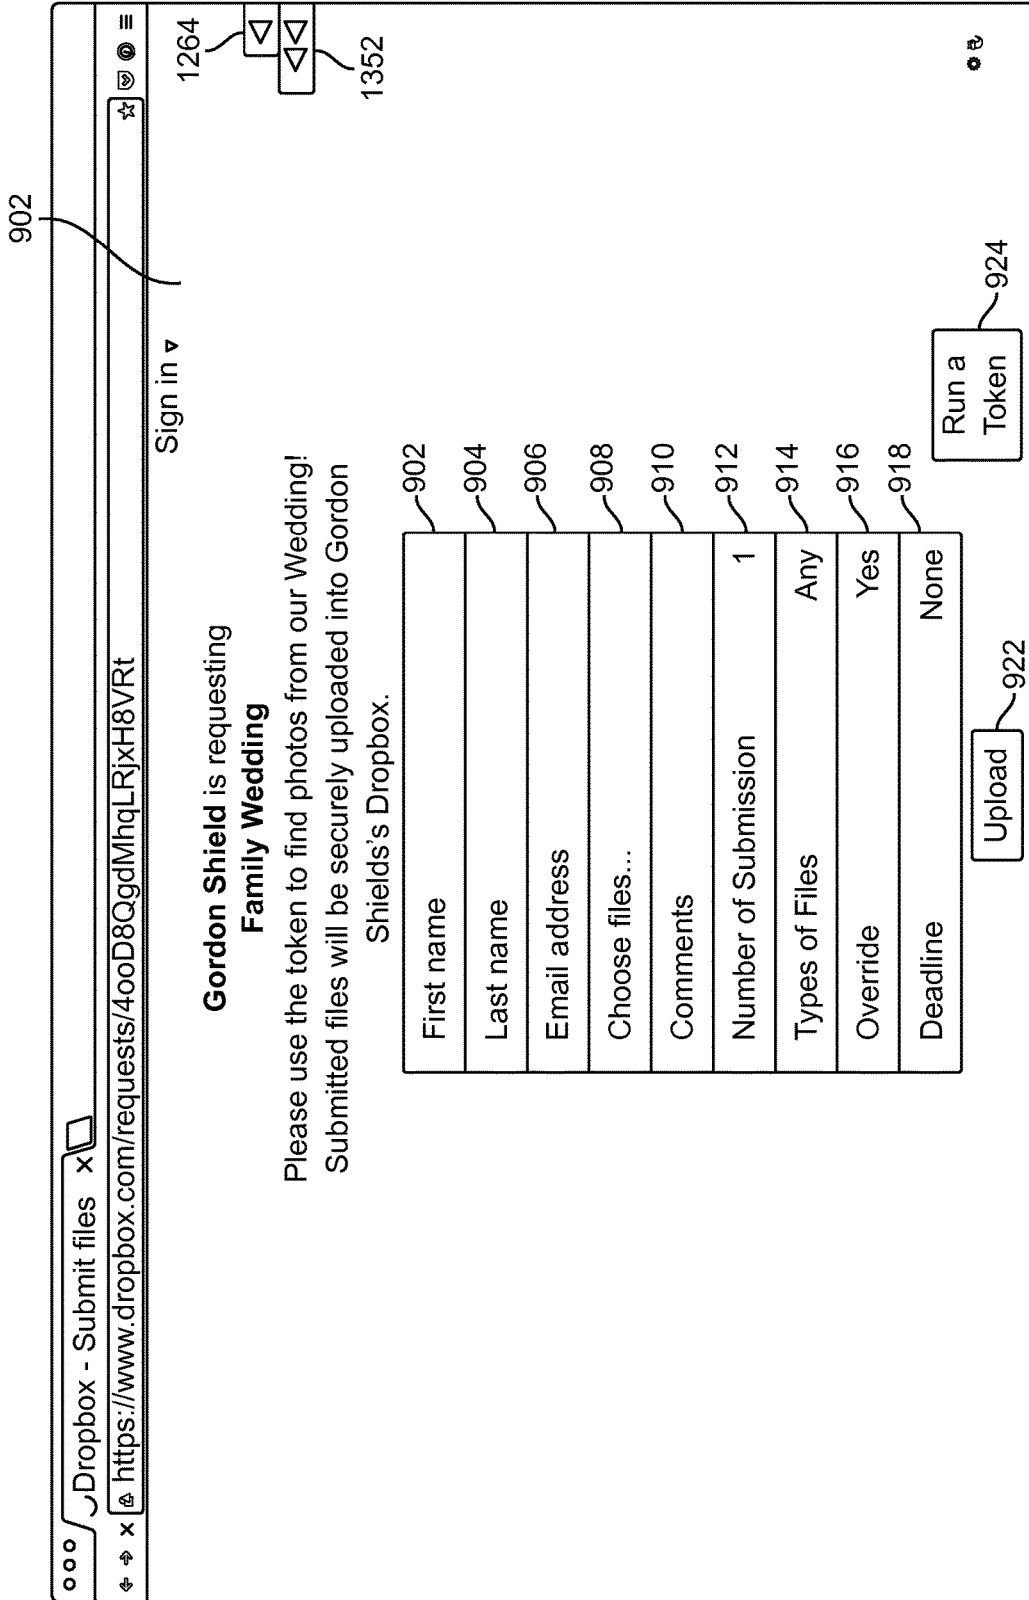 902
Dropbox - Submit files x
https://www.dropbox.com/requests/4ooD8QgdMhqLRjxH8VRt
Sign in
1264
1352
Gordon Shield is requesting
Family Wedding
Please use the token to find photos from our Wedding!
Submitted files will be securely uploaded into Gordon
Shields's Dropbox.
First name 902
Last name 904
Email address 906
Choose files... 908
Comments 910
Number of Submission 1 912
Types of Files Any 914
Override Yes 916
Deadline None 918
Upload 922
Run a
Token 924